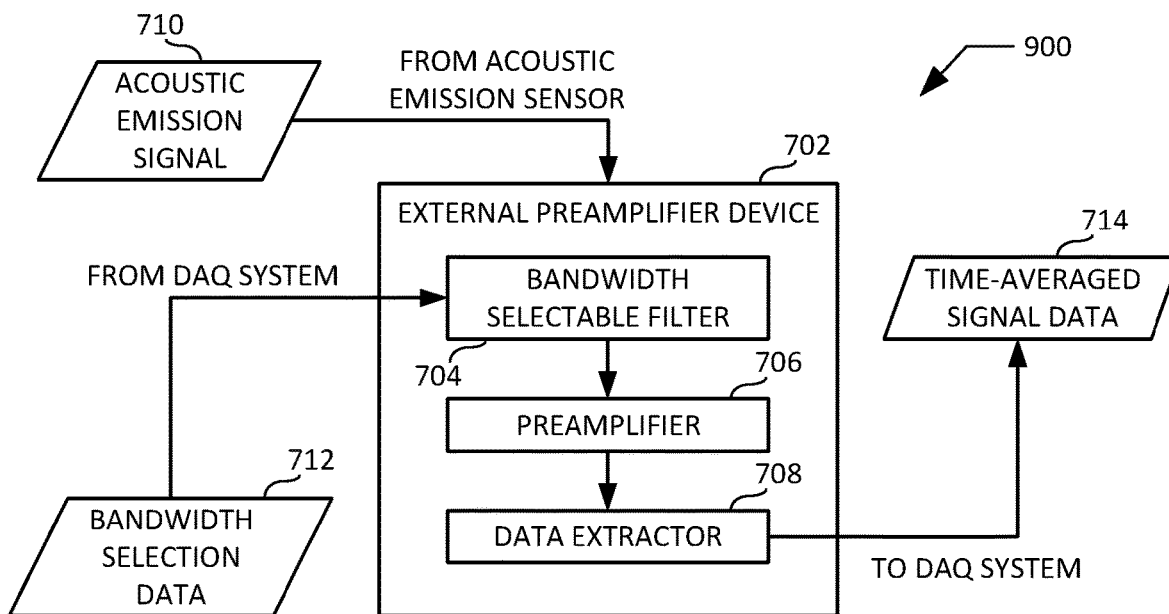 710
ACOUSTIC
EMISSION
SIGNAL
FROM ACOUSTIC
EMISSION SENSOR
900
702
EXTERNAL PREAMPLIFIER DEVICE
FROM DAQ SYSTEM
BANDWIDTH
SELECTABLE FILTER
704
706
PREAMPLIFIER
708
DATA EXTRACTOR
712
BANDWIDTH
SELECTION
DATA
714
TIME-AVERAGED
SIGNAL DATA
TO DAQ SYSTEM